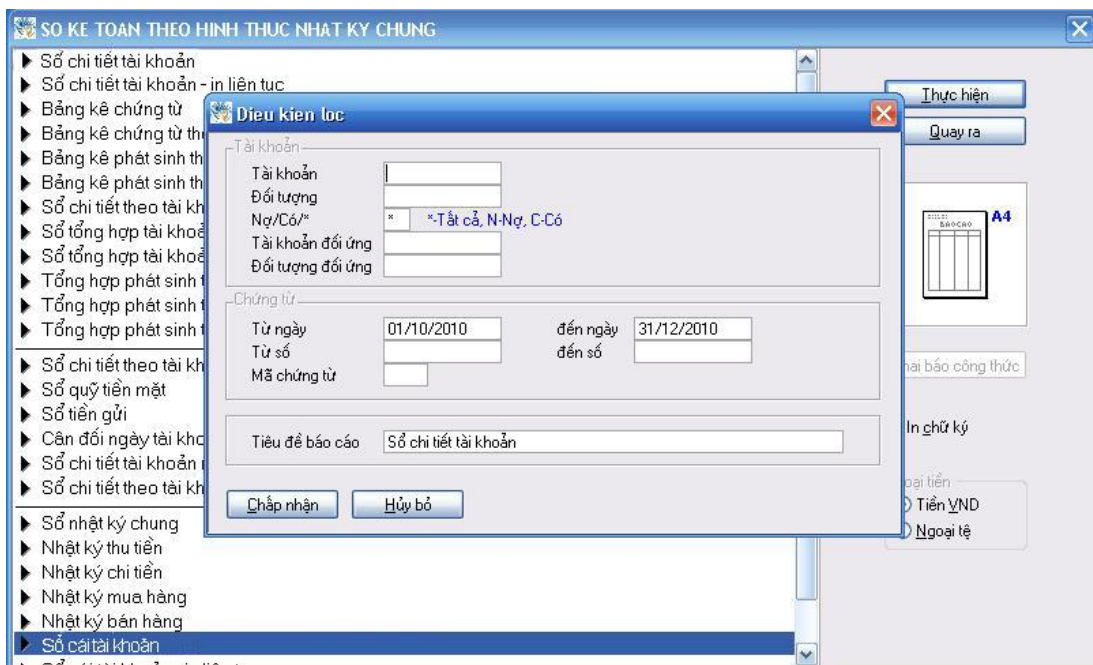 SO KE TOAN THEO HINH THUC NHAT KY CHUNG
Sổ chi tiết tài khoản
Sổ chi tiết tài khoản - in liên tục
Bảng kê chứng từ
Bảng kê chứng từ th
Bảng kê phát sinh th
Bảng kê phát sinh th
Sổ chi tiết theo tài kh
Sổ tổng hợp tài khoả
Sổ tổng hợp tài khoả
Tổng hợp phát sinh t
Tổng hợp phát sinh t
Tổng hợp phát sinh t
Sổ chi tiết theo tài kh
Sổ quỹ tiền mặt
Sổ tiền gửi
Cân đối ngày tài kho
Sổ chi tiết tài khoản
Sổ chi tiết theo tài kh
Sổ nhật ký chung
Nhật ký thu tiền
Nhật ký chi tiền
Nhật ký mua hàng
Nhật ký bán hàng
Sổ cái tài khoản
Dieu kien loc
Tài khoản
Tài khoản
Đối tượng
Nợ/Có/* * *-Tất cả, N-Nợ, C-Có
Tài khoản đối ứng
Đối tượng đối ứng
Chứng từ
Từ ngày 01/10/2010 đến ngày 31/12/2010
Từ số đến số
Mã chứng từ
Tiêu đề báo cáo Sổ chi tiết tài khoản
Chấp nhận Hủy bỏ
Thực hiện
Quay ra
BAOCAO
A4
hai báo công thức
In chữ ký
oại tiền
Tiền VND
Ngoại tệ